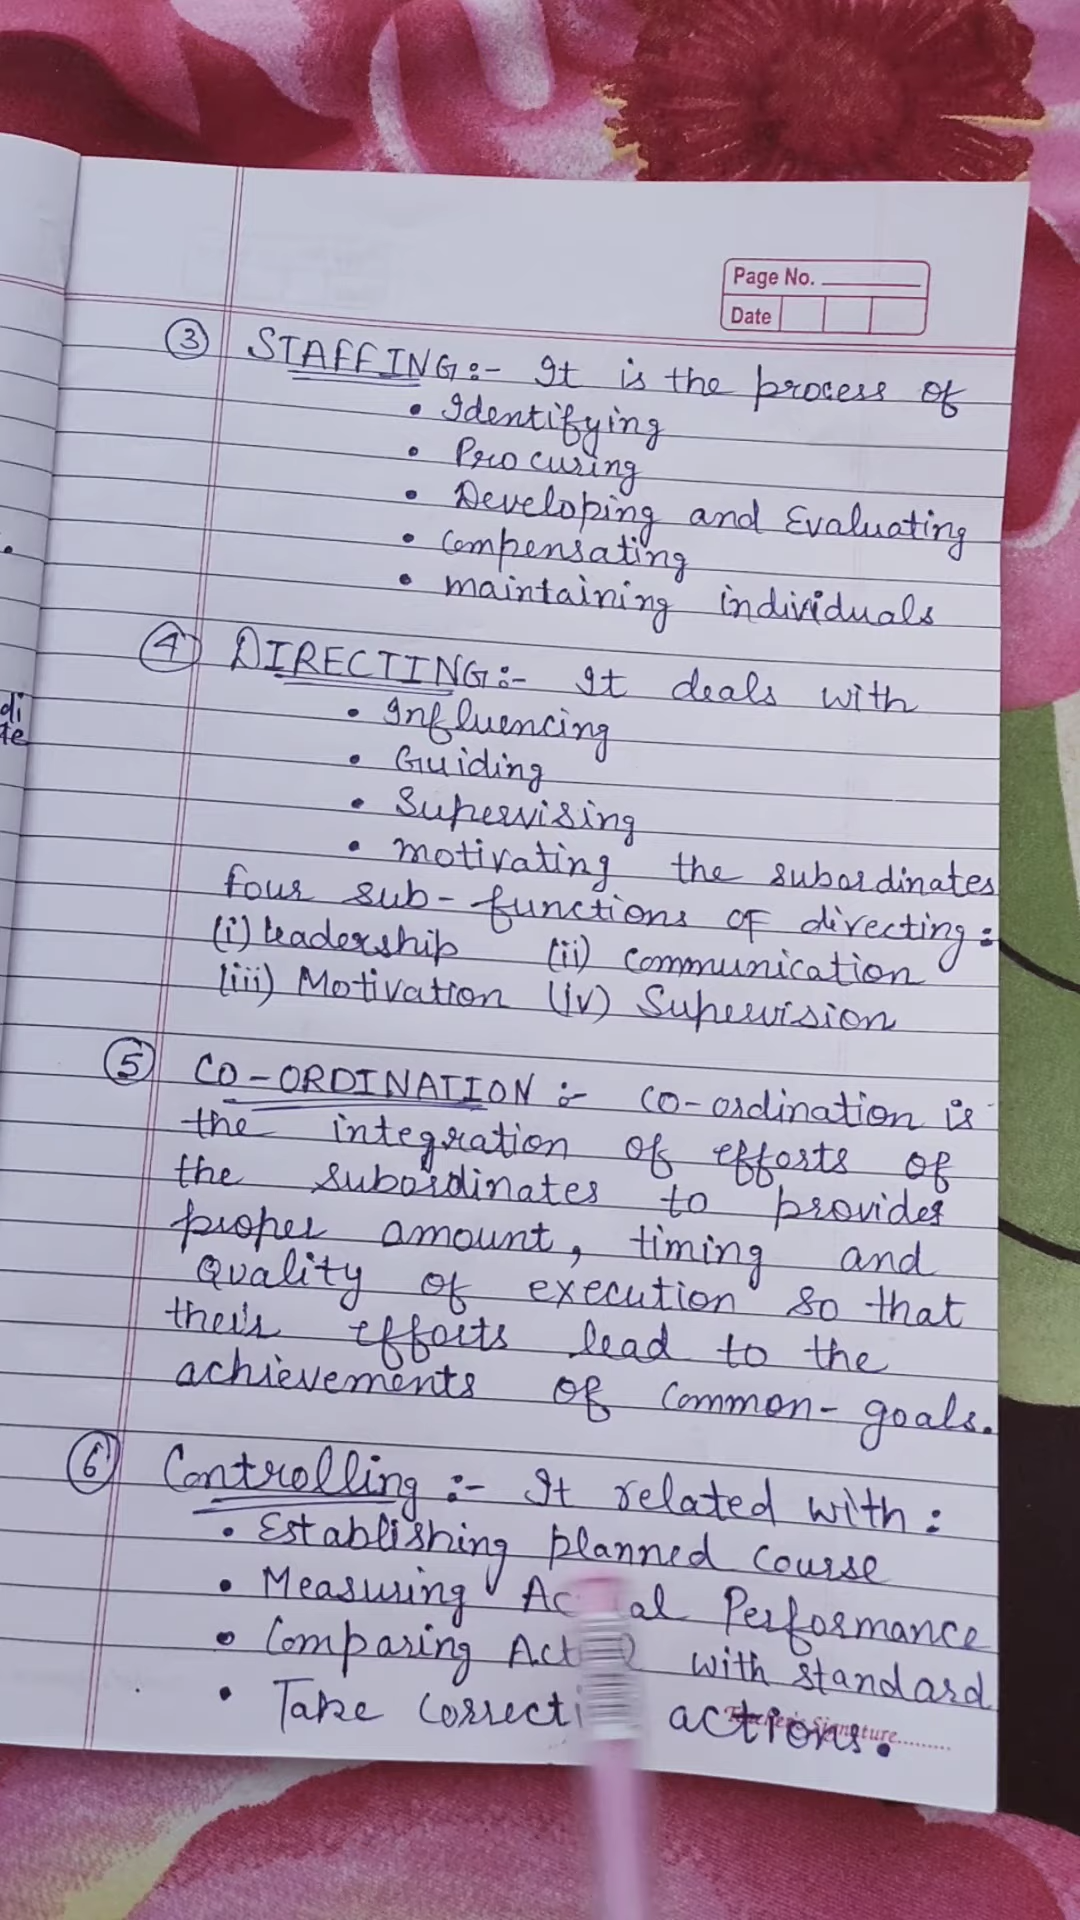 Page No.
Date
③ STAFFING:- It is the process of
• Identifying
• Procuring
• Developing and Evaluating
• Compensating
• maintaining individuals
④ DIRECTING:- It deals with
• Influencing
• Guiding
• Supervising
• motivating the subordinates
four sub-functions of directing:
(i) leadership (ii) Communication
(iii) Motivation (iv) Supervision
⑤ CO-ORDINATION:- Co-ordination is
the integration of efforts of
the subordinates to provides
proper amount, timing and
Quality of execution so that
their efforts lead to the
achievements of common-goals.
⑥ Controlling:- It related with:
• Establishing planned course
• Measuring Performance
• Comparing with standard
• Take actions.
Teacher's Signature..........
di
te